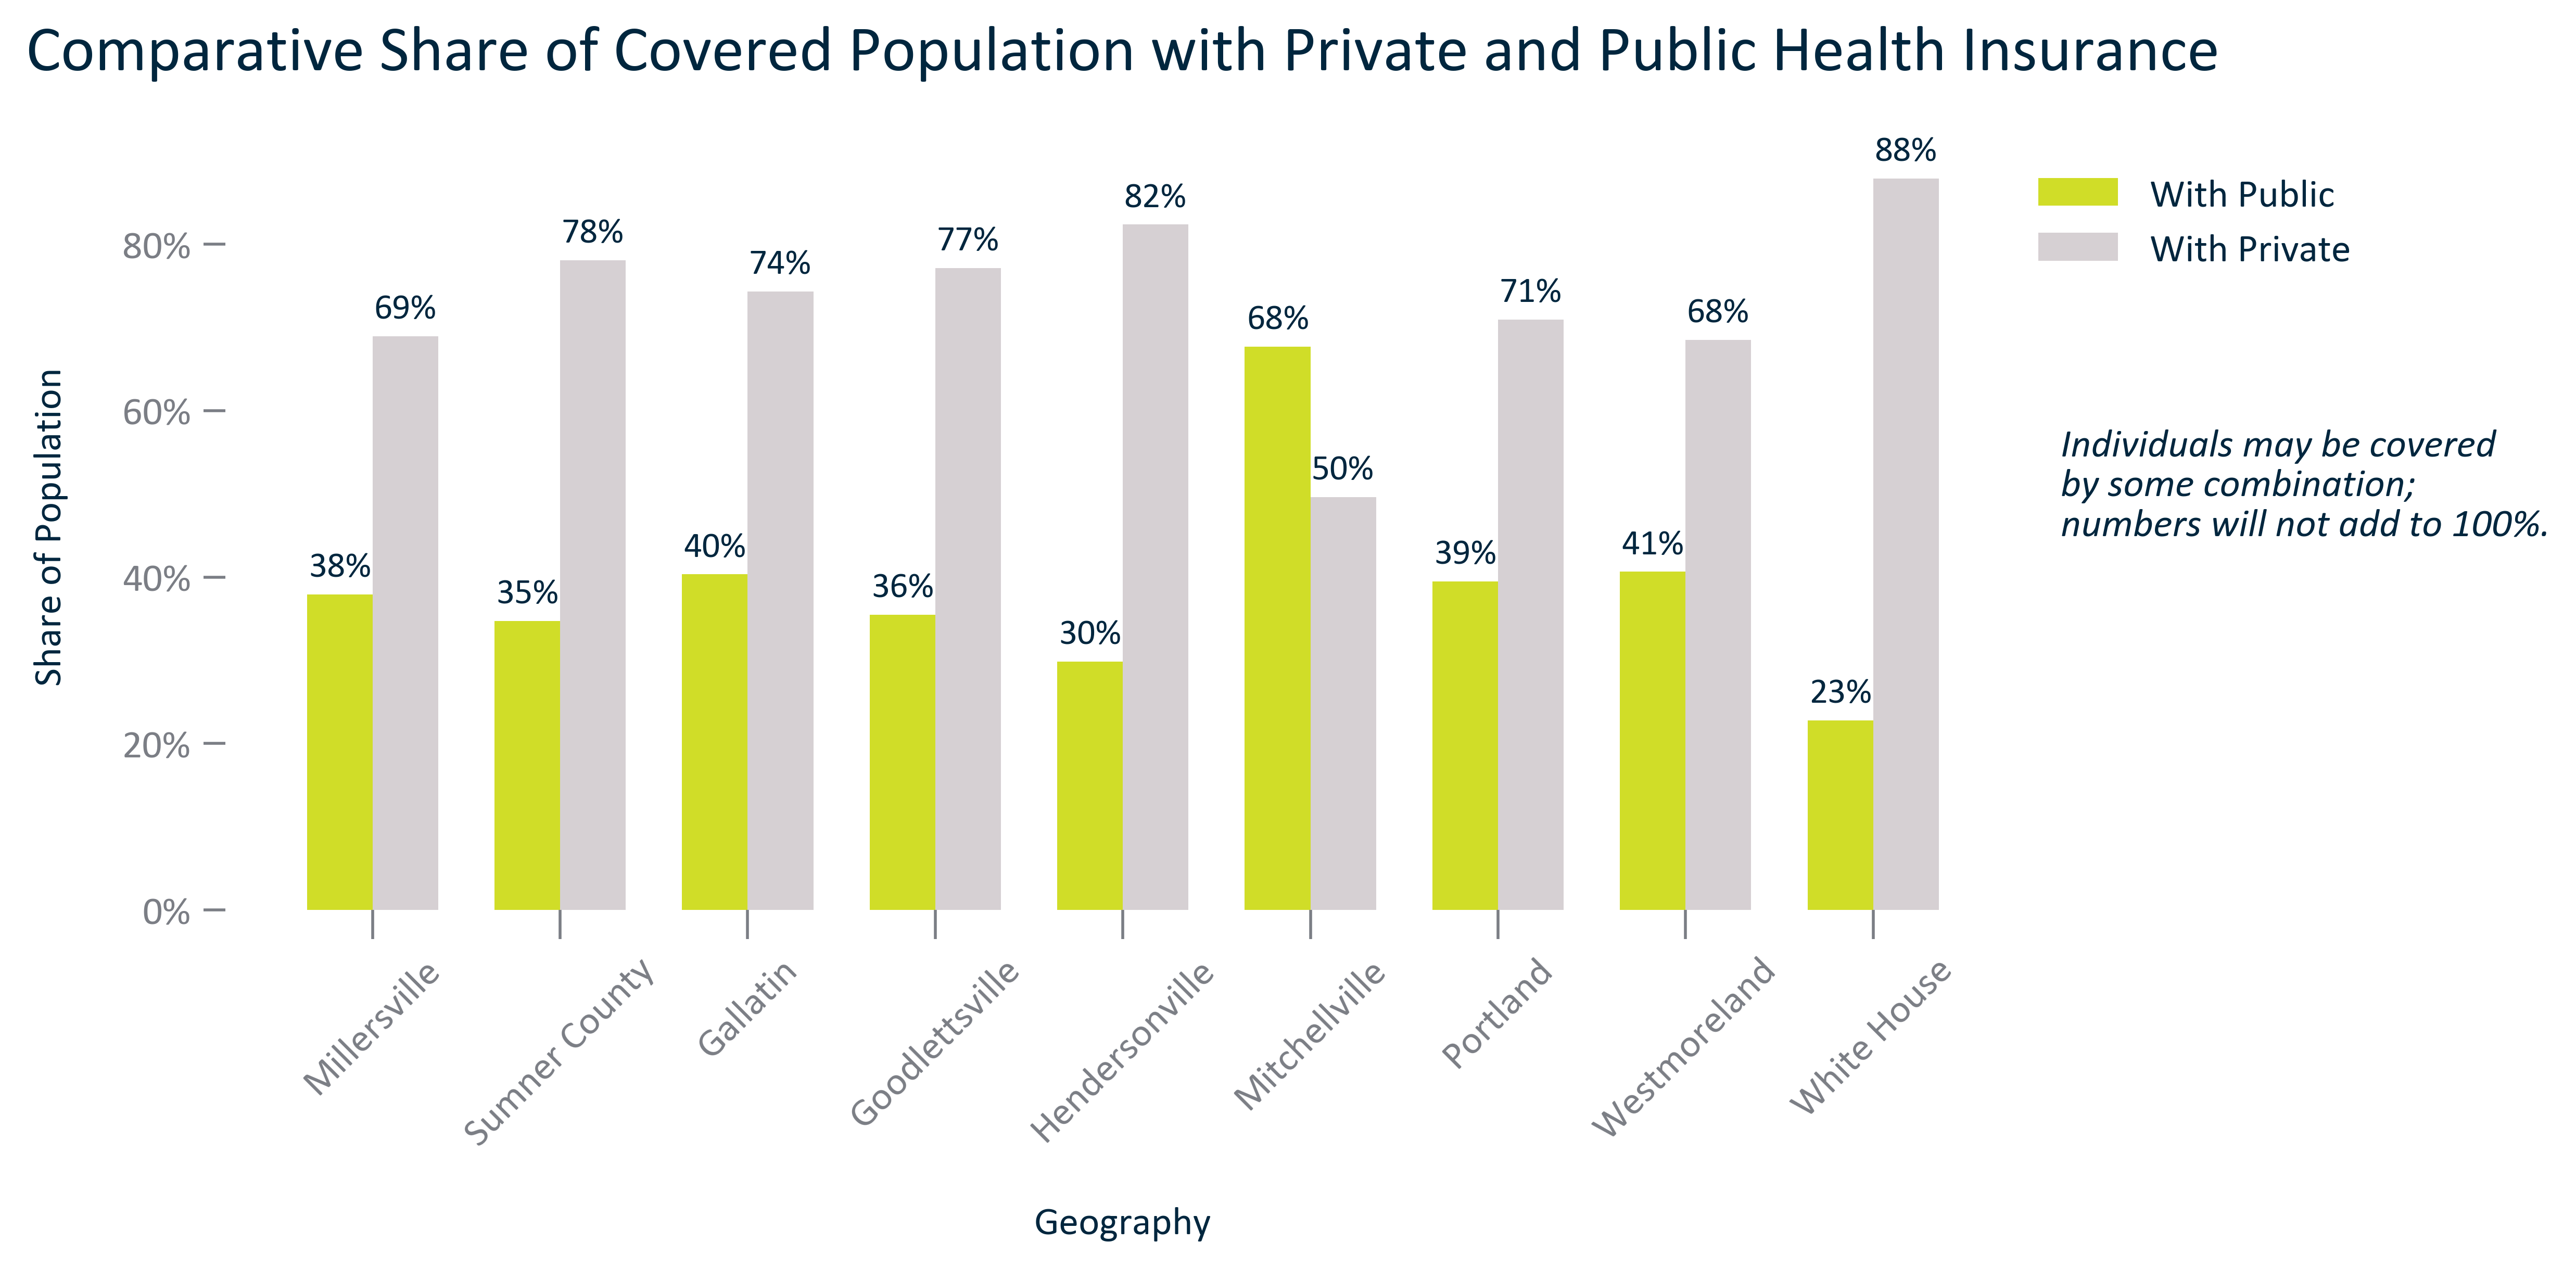 Comparative Share of Covered Population with Private and Public Health Insurance
88%
82%
78%
77%
74%
69%
68%
71%
68%
50%
38%
35%
40%
36%
30%
39%
41%
23%
With Public
With Private
Individuals may be covered
by some combination;
numbers will not add to 100%.
Share of Population
80%
60%
40%
20%
0%
Millersville
Sumner County
Gallatin
Goodlettsville
Hendersonville
Mitchellville
Portland
Westmoreland
White House
Geography